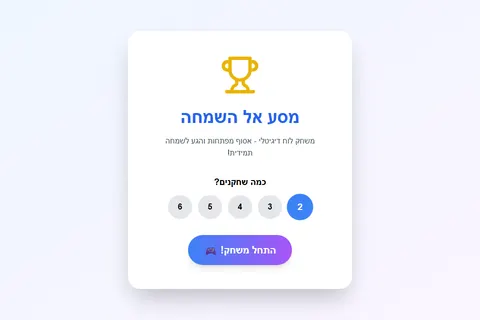 מסע אל השמחה
משחק לוח דיגיטלי - אסוף מפתחות והגע לשמחה
תמידית!
כמה שחקנים?
2 3 4 5 6
התחל משחק! 🎮